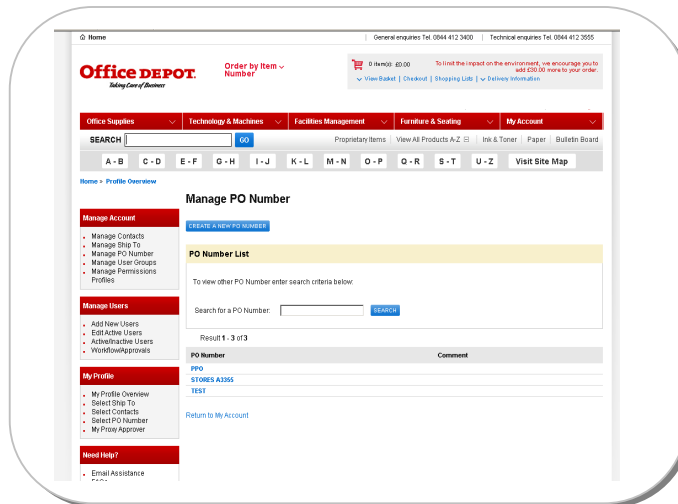 Home | General enquiries Tel. 0844 412 3400 | Technical enquiries Tel. 0844 412 3955
Office DEPOT.
Taking Care of Business
Order by Item
Number
0 item(s) £0.00
To limit the impact on the environment, we encourage you to
add £30.00 more to your order.
View Basket | Checkout | Shopping Lists | Delivery Information
Office Supplies Technology & Machines Facilities Management Furniture & Seating My Account
SEARCH GO Proprietary Items | View All Products A-Z | Ink & Toner | Paper | Bulletin Board
A - B C - D E - F G - H I - J K - L M - N O - P Q - R S - T U - Z Visit Site Map
Home > Profile Overview
Manage PO Number
CREATE A NEW PO NUMBER
Manage Account
Manage Contacts
Manage Ship To
Manage PO Number
Manage User Groups
Manage Permissions
Profiles
PO Number List
To view other PO Number enter search criteria below:
Search for a PO Number: SEARCH
Result 1 - 3 of 3
PO Number Comment
PPO
STORES A3355
TEST
Return to My Account
Manage Users
Add New Users
Edit Active Users
Active/Inactive Users
Workflow/Approvals
My Profile
My Profile Overview
Select Ship To
Select Contacts
Select PO Number
My Proxy Approver
Need Help?
Email Assistance